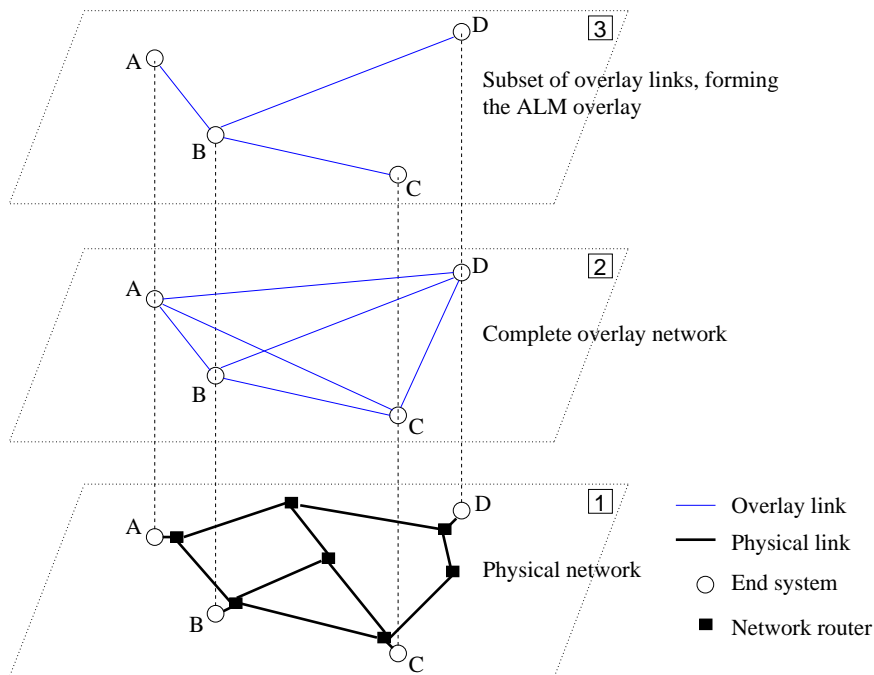 3
D
A
Subset of overlay links, forming
the ALM overlay
B
C
2
D
A
Complete overlay network
B
C
1
D
A
Overlay link
Physical link
Physical network
End system
B
Network router
C